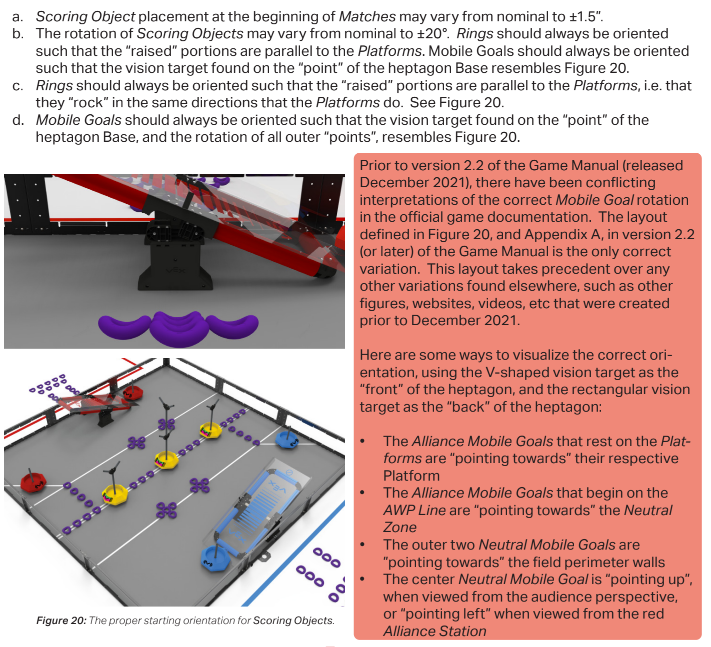 a. Scoring Object placement at the beginning of Matches may vary from nominal to ±1.5”.
b. The rotation of Scoring Objects may vary from nominal to ±20°. Rings should always be oriented
such that the “raised” portions are parallel to the Platforms. Mobile Goals should always be oriented
such that the vision target found on the “point” of the heptagon Base resembles Figure 20.
c. Rings should always be oriented such that the “raised” portions are parallel to the Platforms, i.e. that
they “rock” in the same directions that the Platforms do. See Figure 20.
d. Mobile Goals should always be oriented such that the vision target found on the “point” of the
heptagon Base, and the rotation of all outer “points”, resembles Figure 20.
Prior to version 2.2 of the Game Manual (released
December 2021), there have been conflicting
interpretations of the correct Mobile Goal rotation
in the official game documentation. The layout
defined in Figure 20, and Appendix A, in version 2.2
(or later) of the Game Manual is the only correct
variation. This layout takes precedent over any
other variations found elsewhere, such as other
figures, websites, videos, etc that were created
prior to December 2021.
Here are some ways to visualize the correct ori-
entation, using the V-shaped vision target as the
“front” of the heptagon, and the rectangular vision
target as the “back” of the heptagon:
• The Alliance Mobile Goals that rest on the Plat-
forms are “pointing towards” their respective
Platform
• The Alliance Mobile Goals that begin on the
AWP Line are “pointing towards” the Neutral
Zone
• The outer two Neutral Mobile Goals are
“pointing towards” the field perimeter walls
• The center Neutral Mobile Goal is “pointing up”,
when viewed from the audience perspective,
or “pointing left” when viewed from the red
Alliance Station
Figure 20: The proper starting orientation for Scoring Objects.